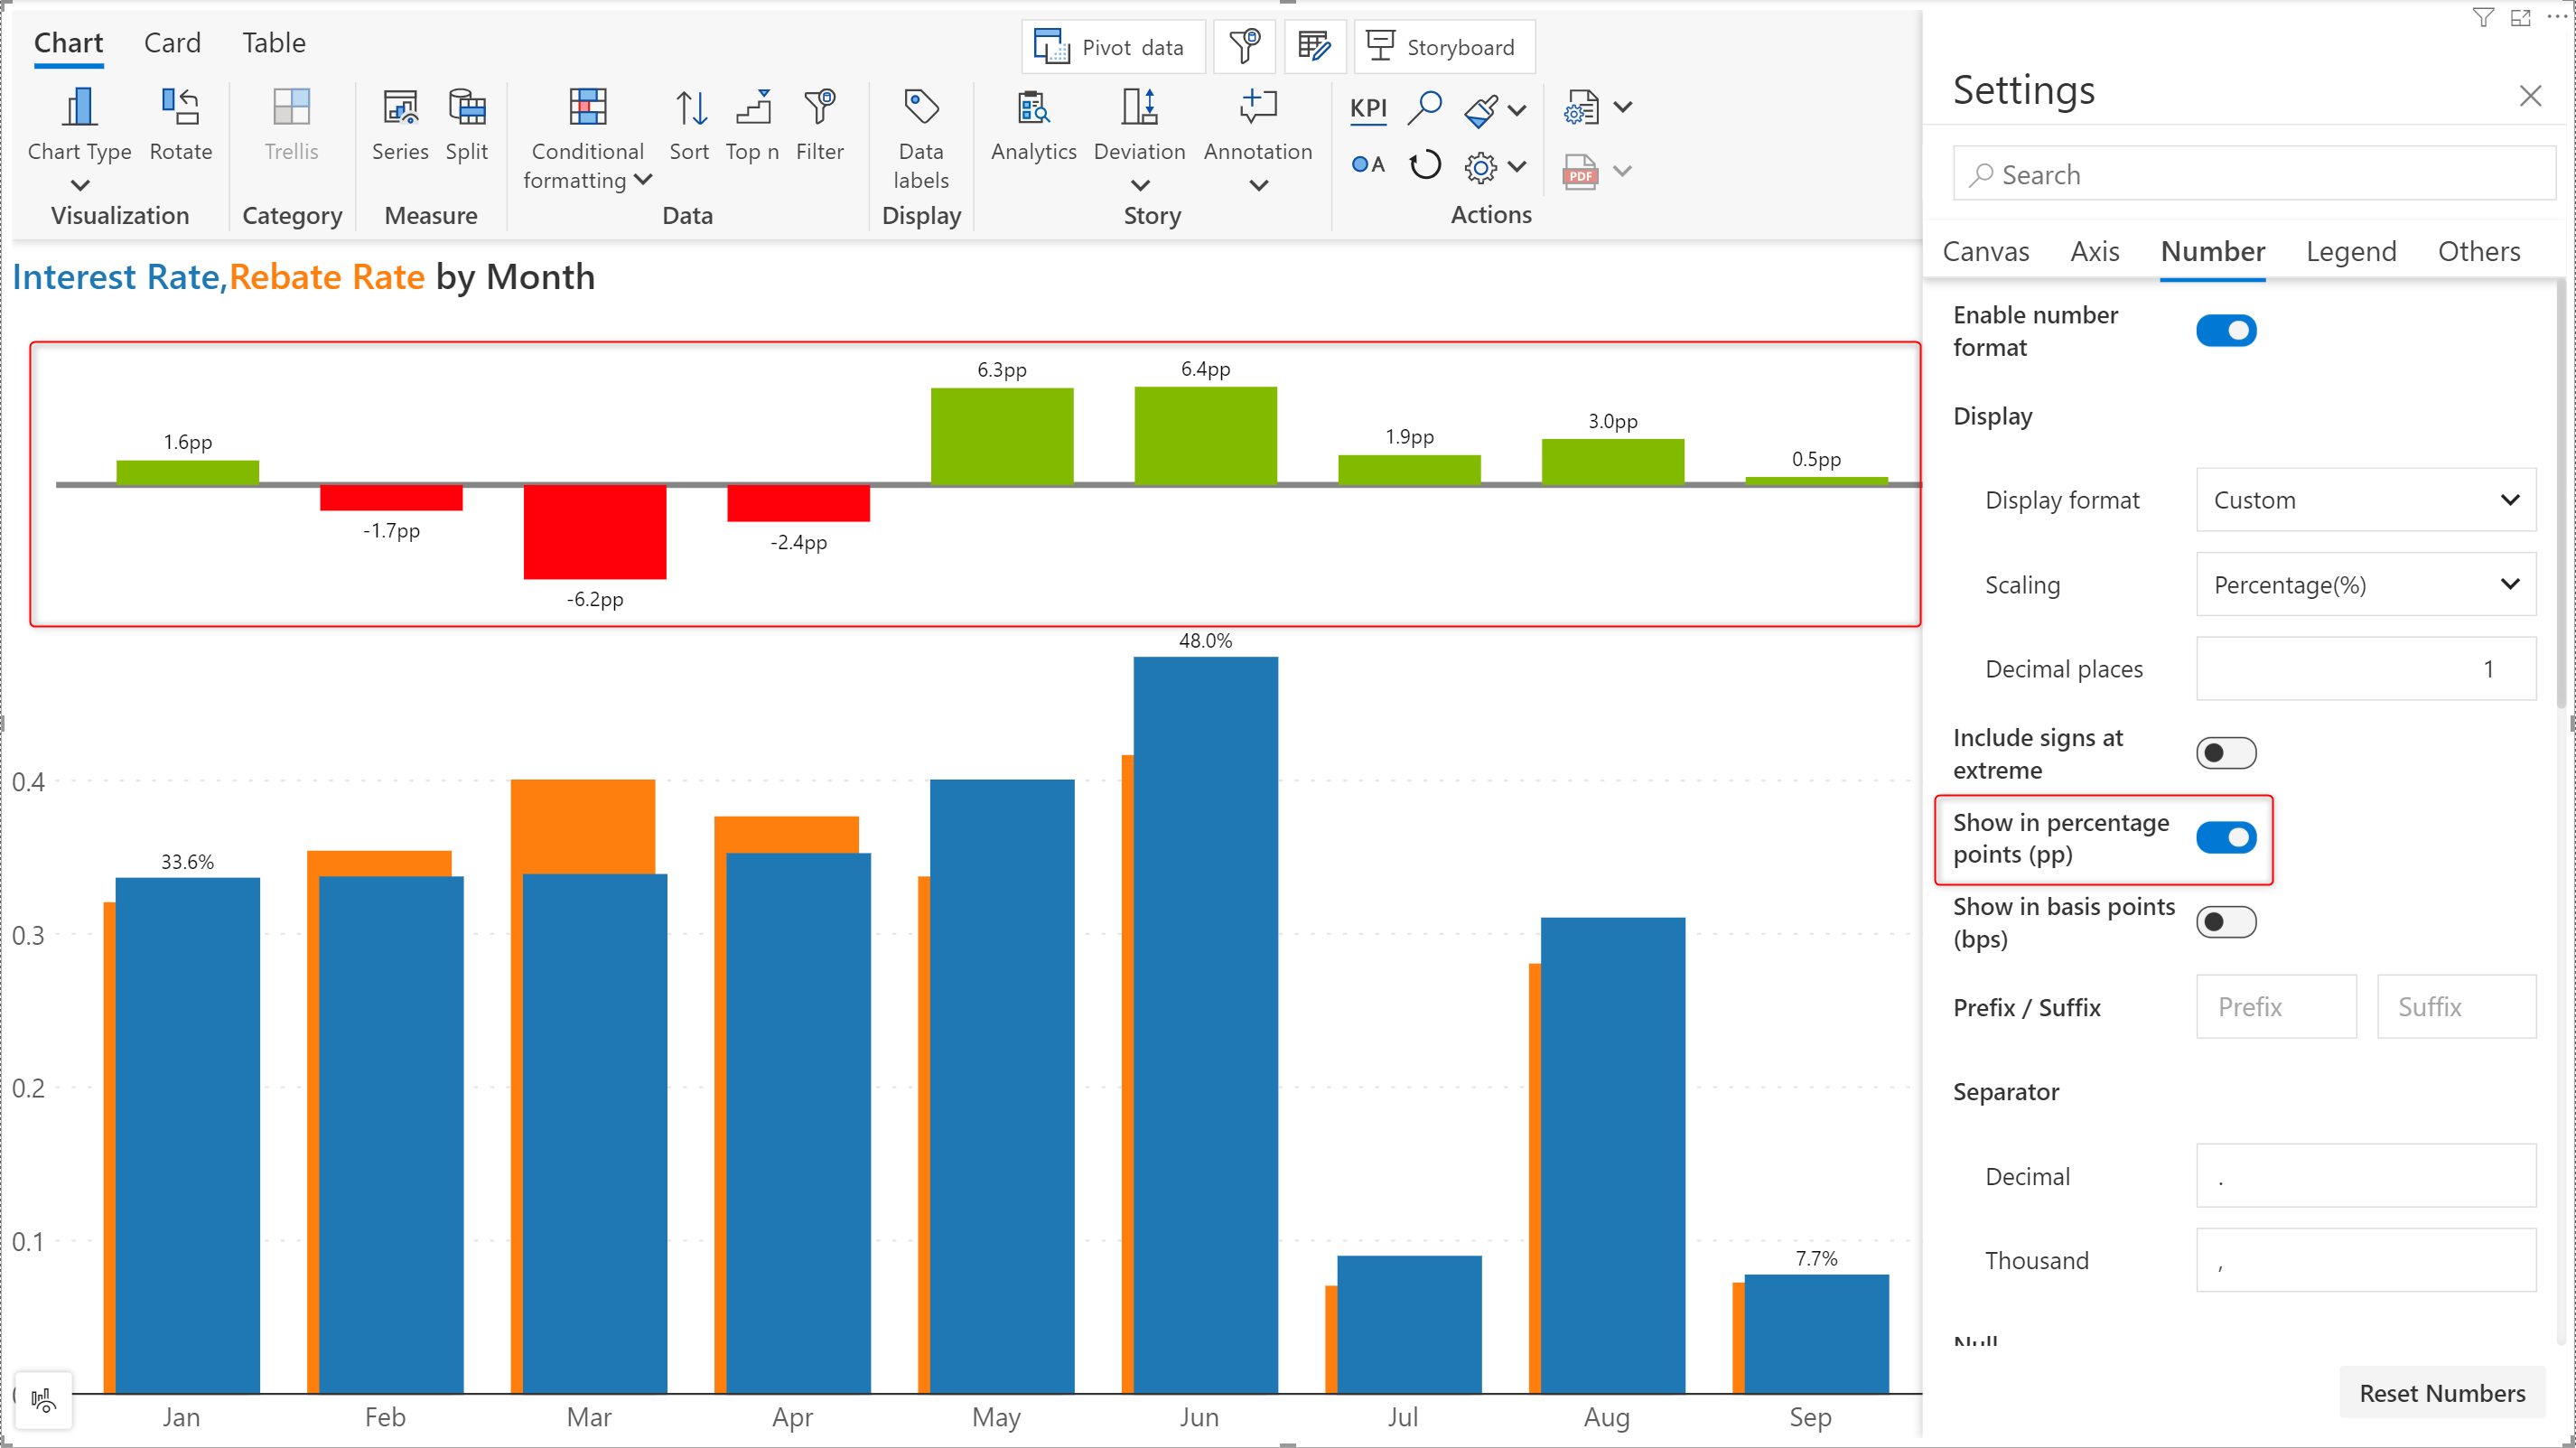 Chart Card Table
Pivot data
Storyboard
Chart Type Rotate Trellis Series Split Conditional formatting Sort Top n Filter Data labels Analytics Deviation Annotation
KPI
A
PDF
Visualization Category Measure Data Display Story Actions
Interest Rate,Rebate Rate by Month
6.3pp
6.4pp
1.6pp
1.9pp
3.0pp
0.5pp
-1.7pp
-6.2pp
-2.4pp
48.0%
33.6%
7.7%
0.4
0.3
0.2
0.1
Jan Feb Mar Apr May Jun Jul Aug Sep
Settings
Search
Canvas Axis Number Legend Others
Enable number
format
Display
Display format Custom
Scaling Percentage(%)
Decimal places 1
Include signs at
extreme
Show in percentage
points (pp)
Show in basis points
(bps)
Prefix / Suffix Prefix Suffix
Separator
Decimal .
Thousand ,
Null
Reset Numbers